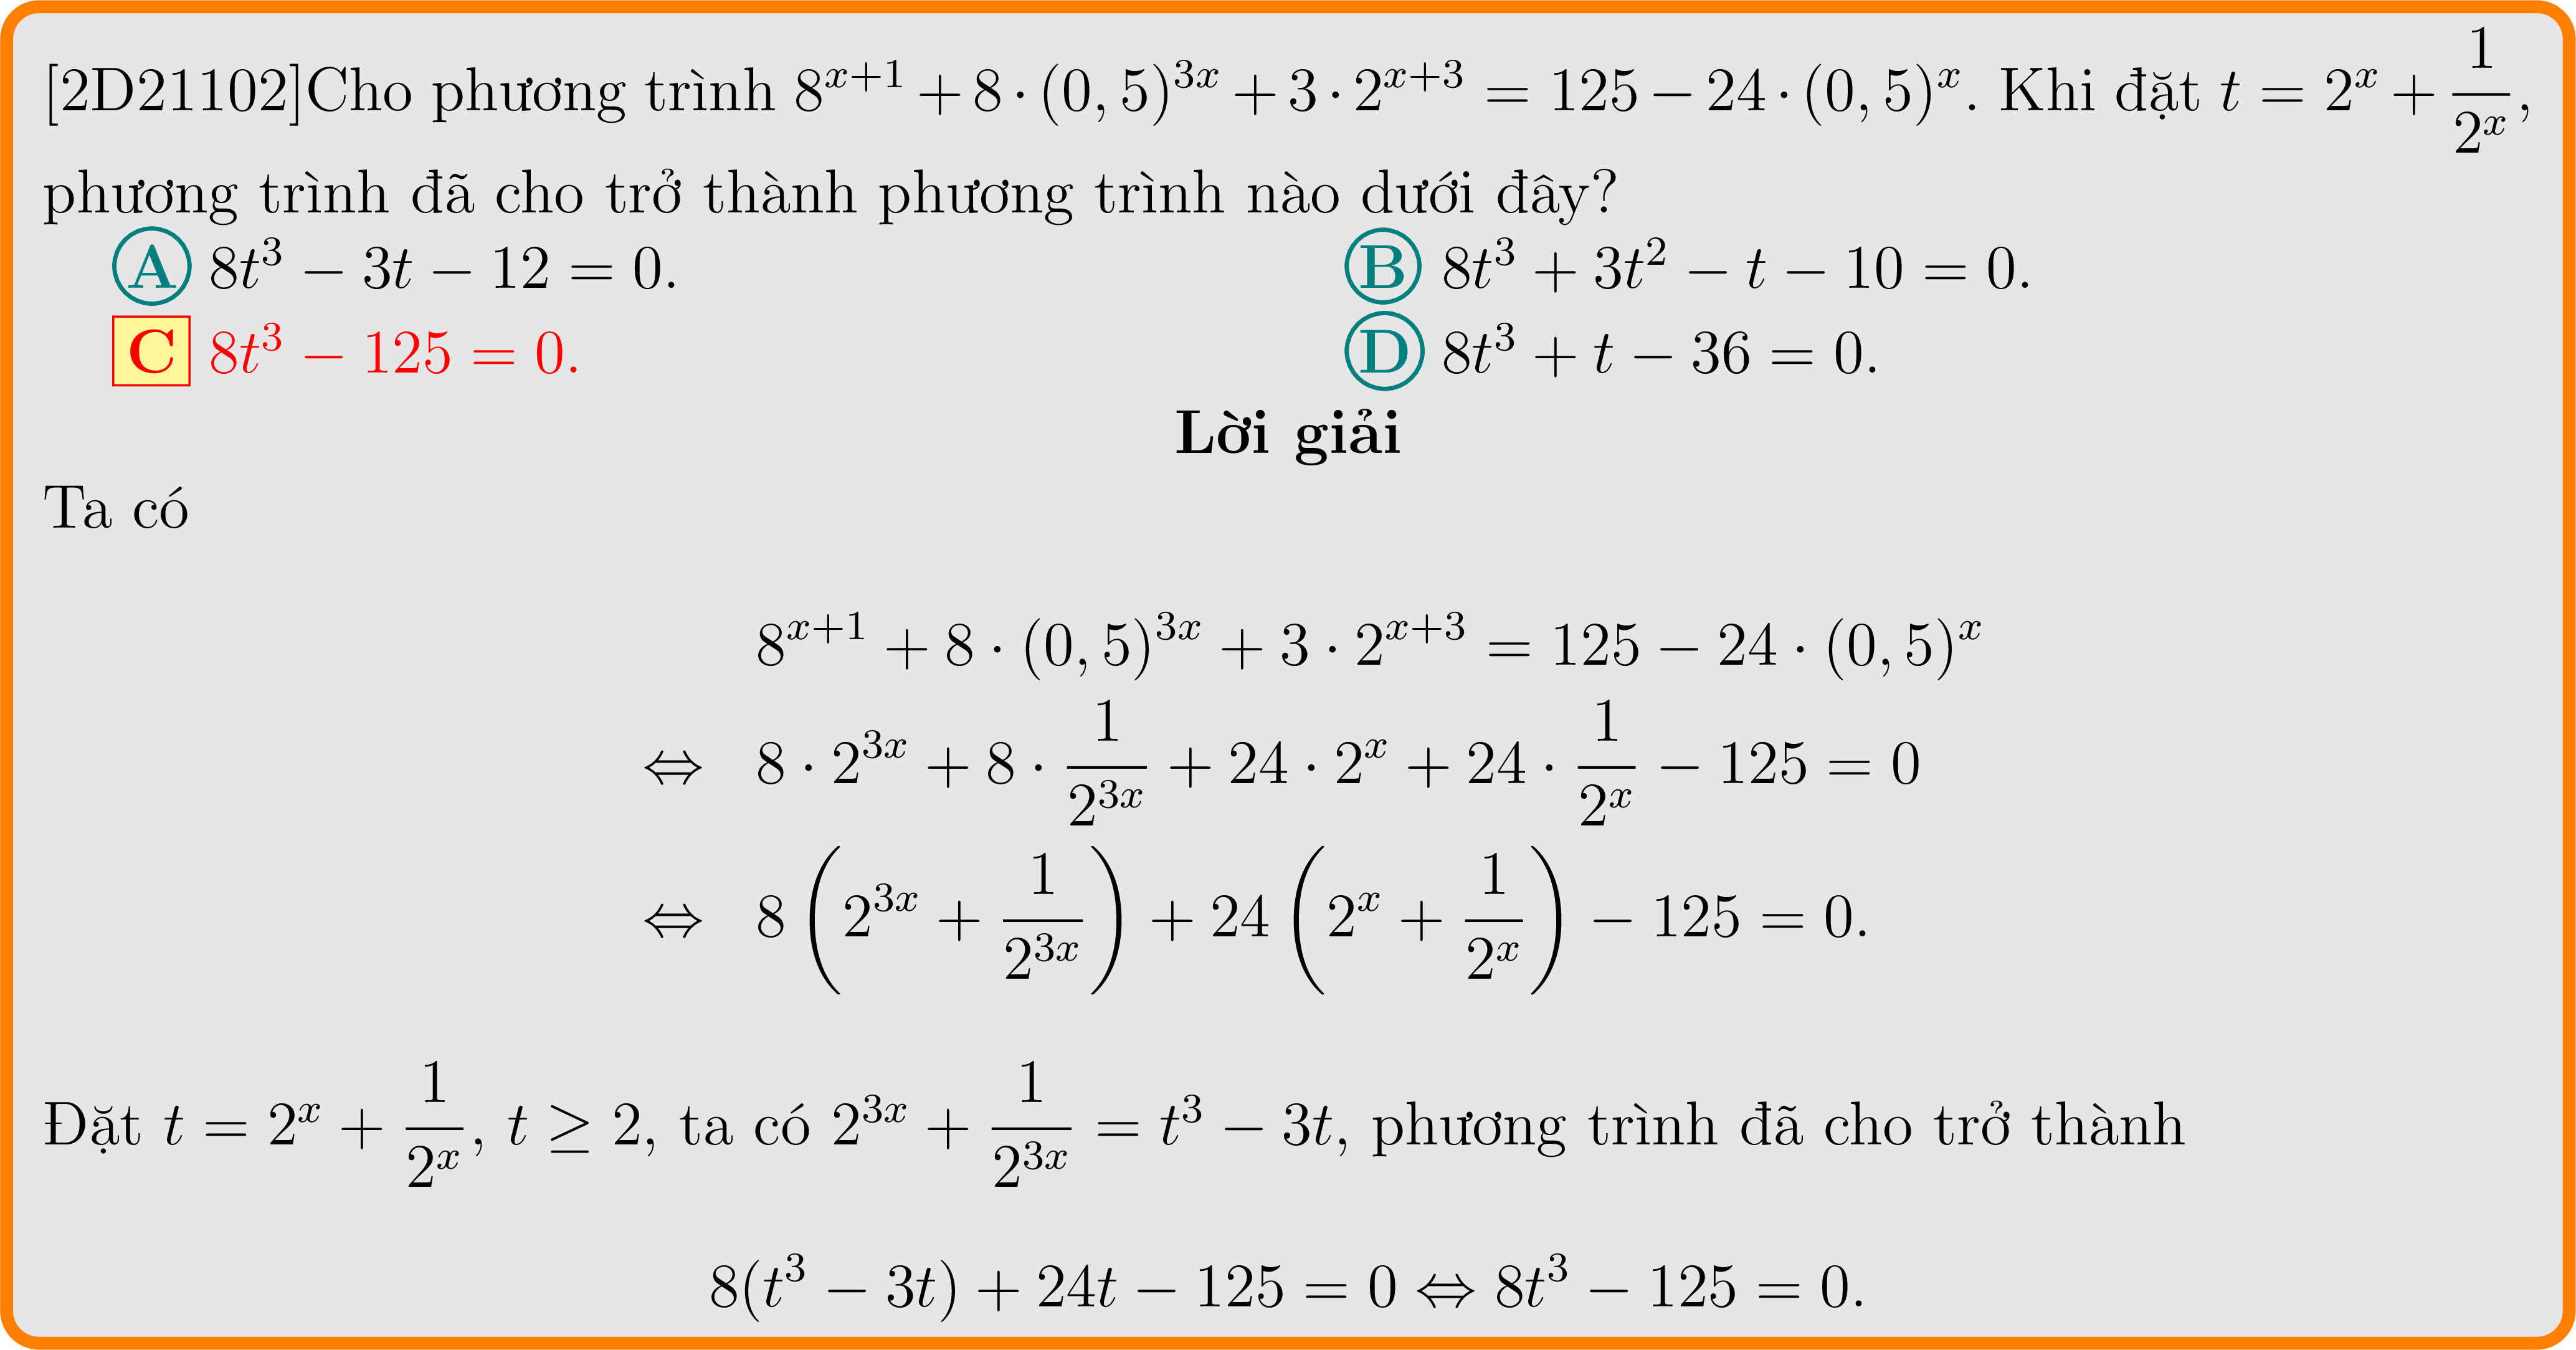 [2D21102]Cho phương trình $8^{x+1} + 8 \cdot (0,5)^{3x} + 3 \cdot 2^{x+3} = 125 - 24 \cdot (0,5)^x$. Khi đặt $t = 2^x + \dfrac{1}{2^x}$,
phương trình đã cho trở thành phương trình nào dưới đây?
A $8t^3 - 3t - 12 = 0$. B $8t^3 + 3t^2 - t - 10 = 0$.
C $8t^3 - 125 = 0$. D $8t^3 + t - 36 = 0$.
Lời giải
Ta có
$8^{x+1} + 8 \cdot (0,5)^{3x} + 3 \cdot 2^{x+3} = 125 - 24 \cdot (0,5)^x$
$\Leftrightarrow 8 \cdot 2^{3x} + 8 \cdot \dfrac{1}{2^{3x}} + 24 \cdot 2^x + 24 \cdot \dfrac{1}{2^x} - 125 = 0$
$\Leftrightarrow 8 \left( 2^{3x} + \dfrac{1}{2^{3x}} \right) + 24 \left( 2^x + \dfrac{1}{2^x} \right) - 125 = 0$.
Đặt $t = 2^x + \dfrac{1}{2^x}$, $t \geq 2$, ta có $2^{3x} + \dfrac{1}{2^{3x}} = t^3 - 3t$, phương trình đã cho trở thành
$8(t^3 - 3t) + 24t - 125 = 0 \Leftrightarrow 8t^3 - 125 = 0$.